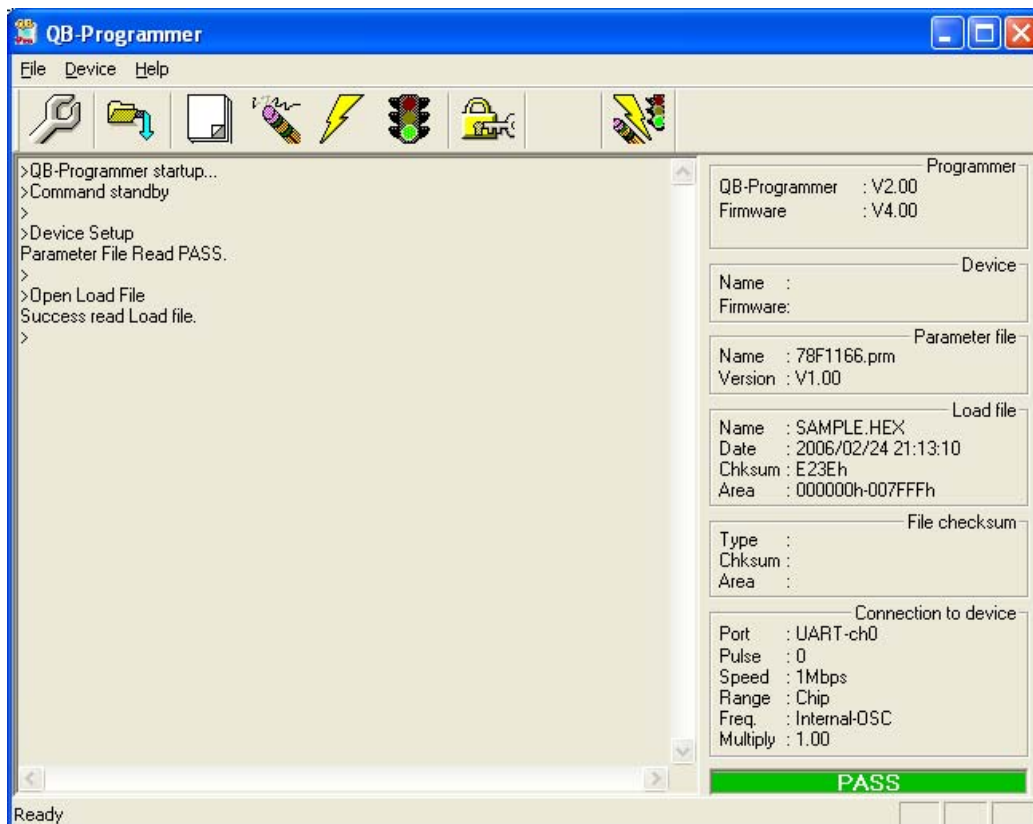 QB-Programmer
File Device Help
>QB-Programmer startup...
>Command standby
>
>Device Setup
Parameter File Read PASS.
>
>Open Load File
Success read Load file.
>
Programmer
QB-Programmer : V2.00
Firmware : V4.00
Device
Name :
Firmware:
Parameter file
Name : 78F1166.prm
Version : V1.00
Load file
Name : SAMPLE.HEX
Date : 2006/02/24 21:13:10
Chksum : E23Eh
Area : 000000h-007FFFh
File checksum
Type :
Chksum :
Area :
Connection to device
Port : UART-ch0
Pulse : 0
Speed : 1Mbps
Range : Chip
Freq. : Internal-OSC
Multiply : 1.00
PASS
Ready